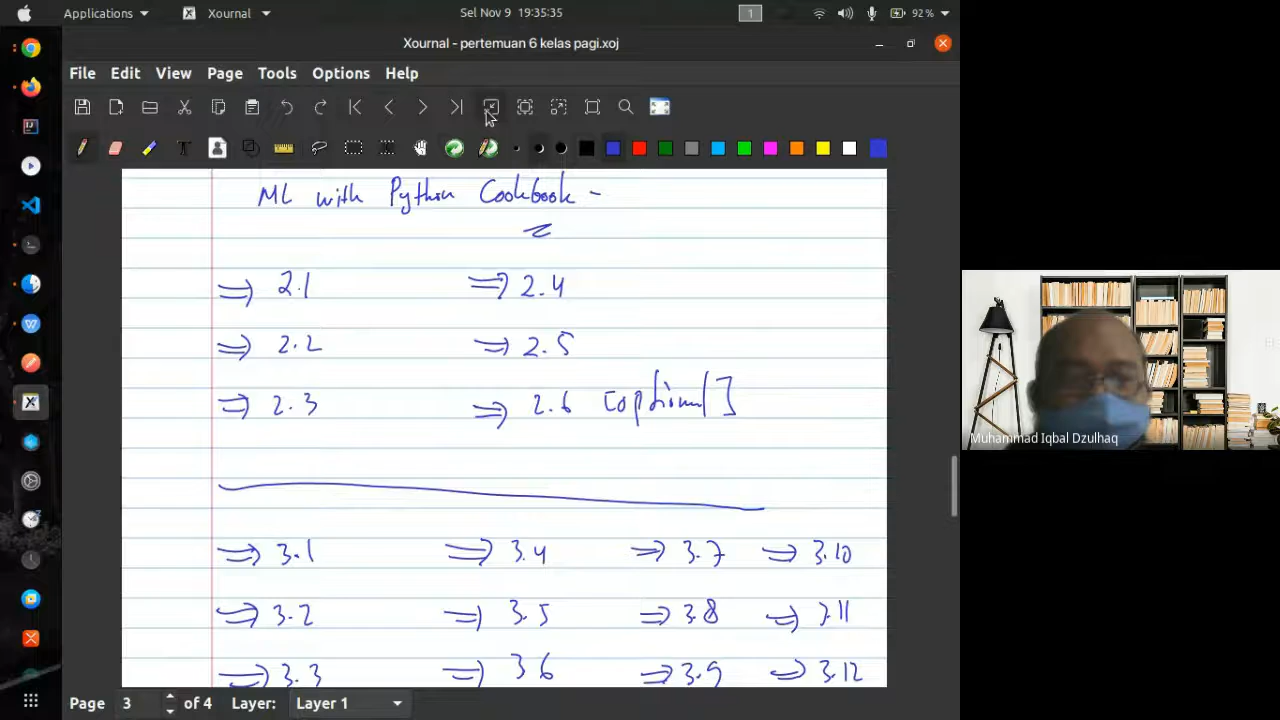 Applications
Xournal
Sel Nov 9 19:35:35
1
92 %
Xournal - pertemuan 6 kelas pagi.xoj
File Edit View Page Tools Options Help
ML with Python Cookbook -
⇒ 2.1 ⇒ 2.4
⇒ 2.2 ⇒ 2.5
⇒ 2.3 ⇒ 2.6 [optional]
⇒ 3.1 ⇒ 3.4 ⇒ 3.7 ⇒ 3.10
⇒ 3.2 ⇒ 3.5 ⇒ 3.8 ⇒ 3.11
⇒ 3.3 ⇒ 3.6 ⇒ 3.9 ⇒ 3.12
Page 3 of 4 Layer: Layer 1
Muhammad Iqbal Dzulhaq